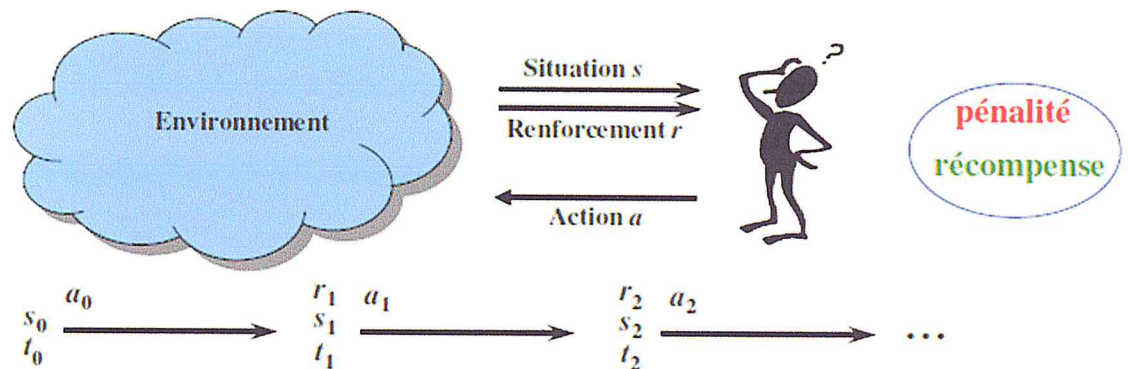 ?
Situation s
Environnement
Renforcement r
Action a
pénalité
récompense
a₀ r₁ a₁ r₂ a₂
s₀ s₁ s₂ ...
t₀ t₁ t₂